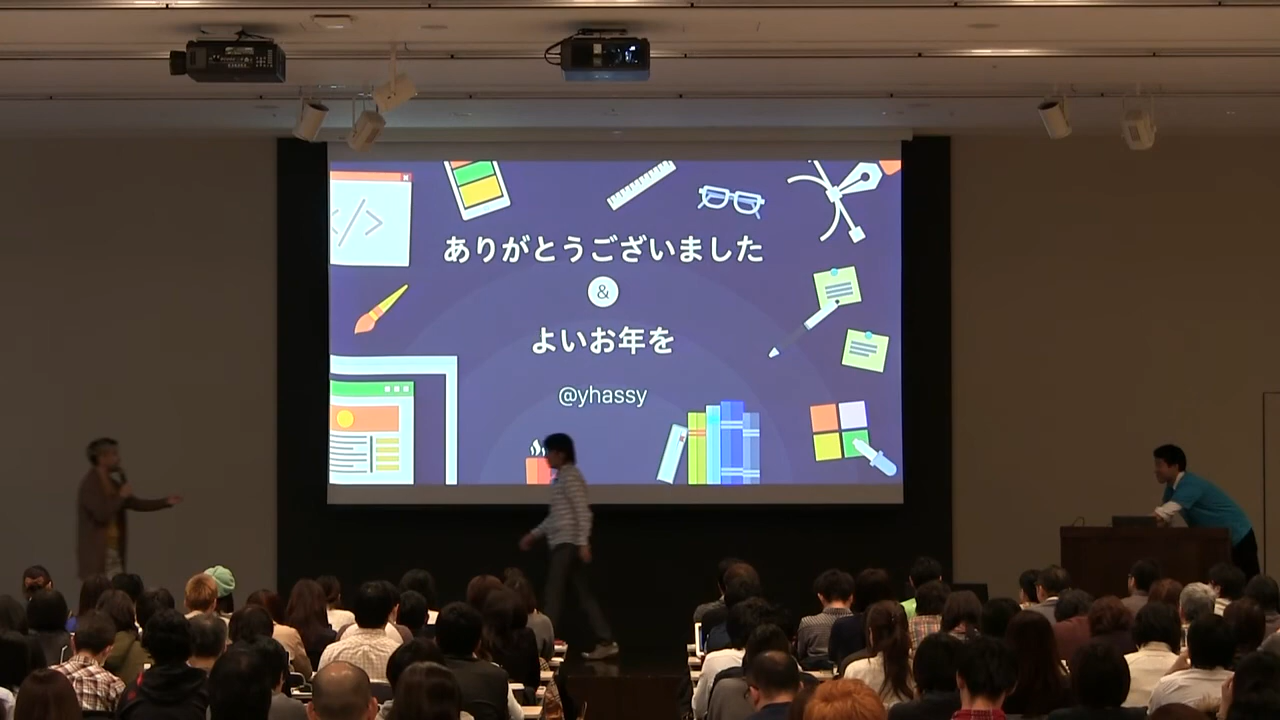 </>
ありがとうございました
&
よいお年を
@yhassy